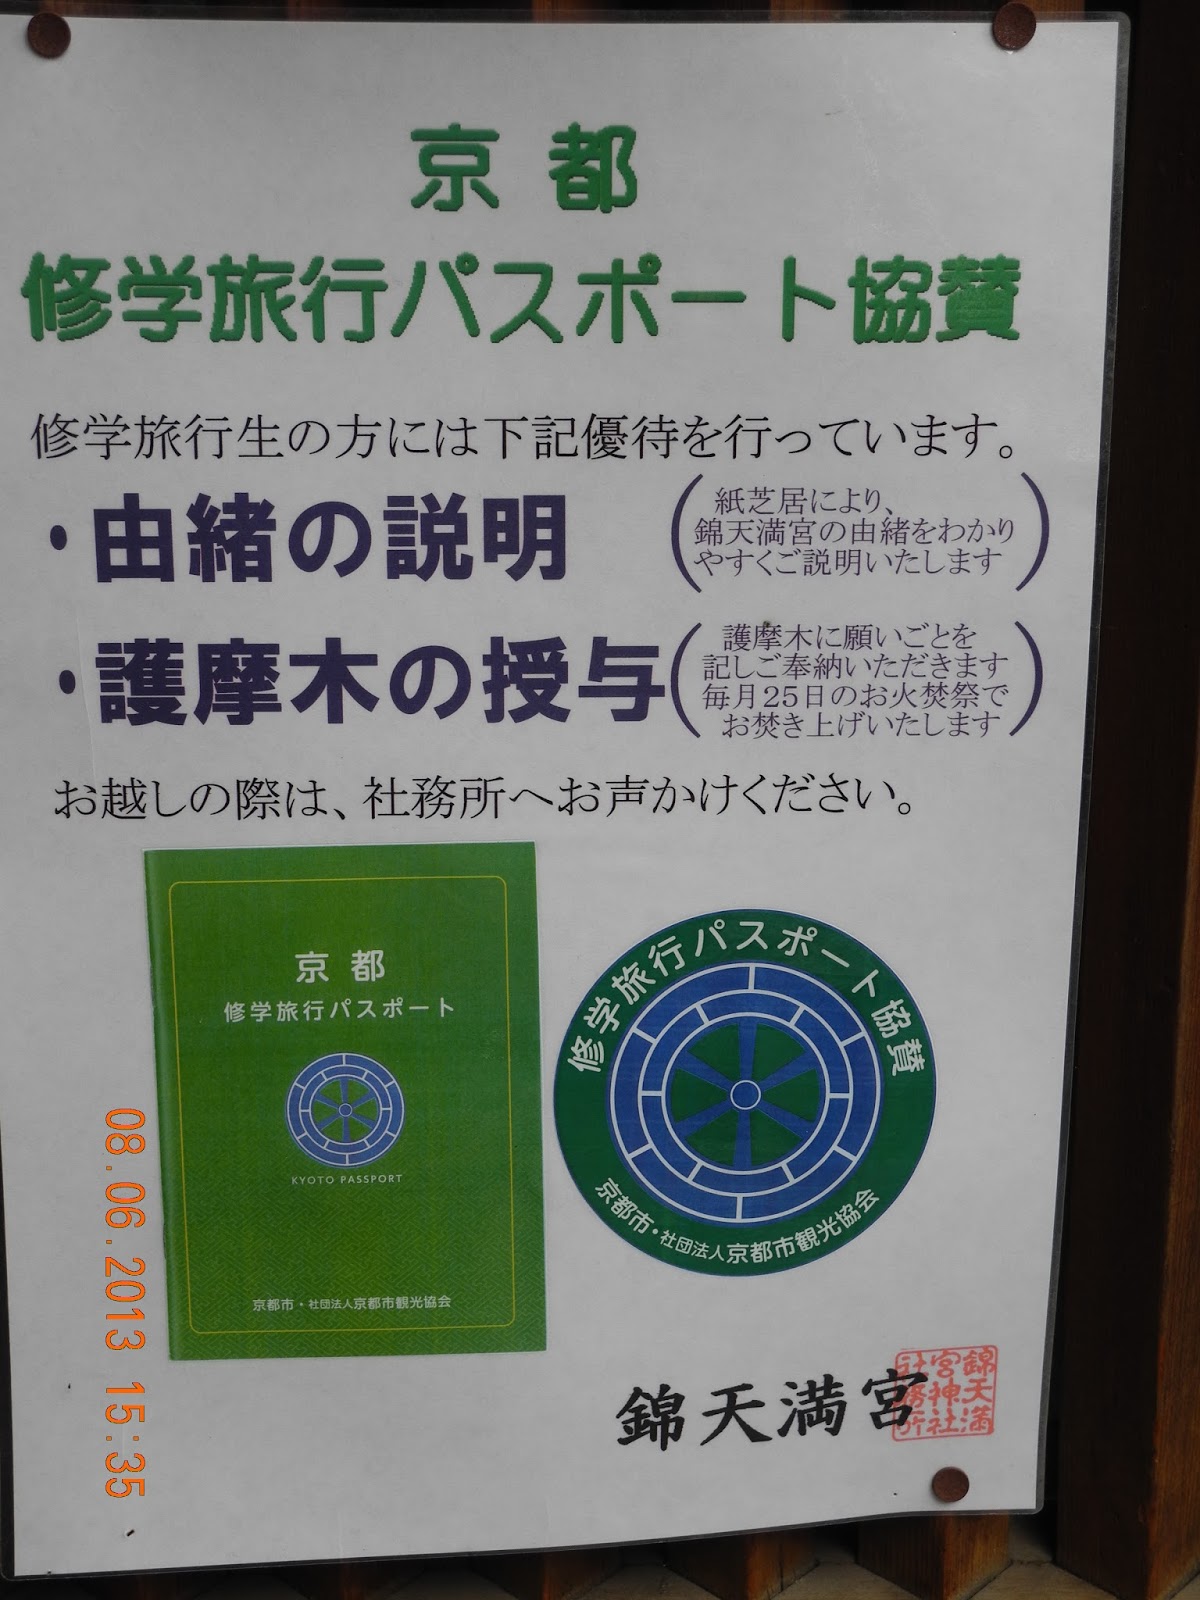 京都
修学旅行パスポート協賛
修学旅行生の方には下記優待を行っています。
・由緒の説明
(紙芝居により、
錦天満宮の由緒をわかり
やすくご説明いたします)
・護摩木の授与
(護摩木に願いごとを
記しご奉納いただきます
毎月25日のお火焚祭で
お焚き上げいたします)
お越しの際は、社務所へお声かけください。
京都
修学旅行パスポート
KYOTO PASSPORT
京都市・社団法人京都市観光協会
修学旅行パスポート協賛
京都市・社団法人京都市観光協会
錦天満宮
錦天満
宮神社
社務所
08.06.2013 15:35